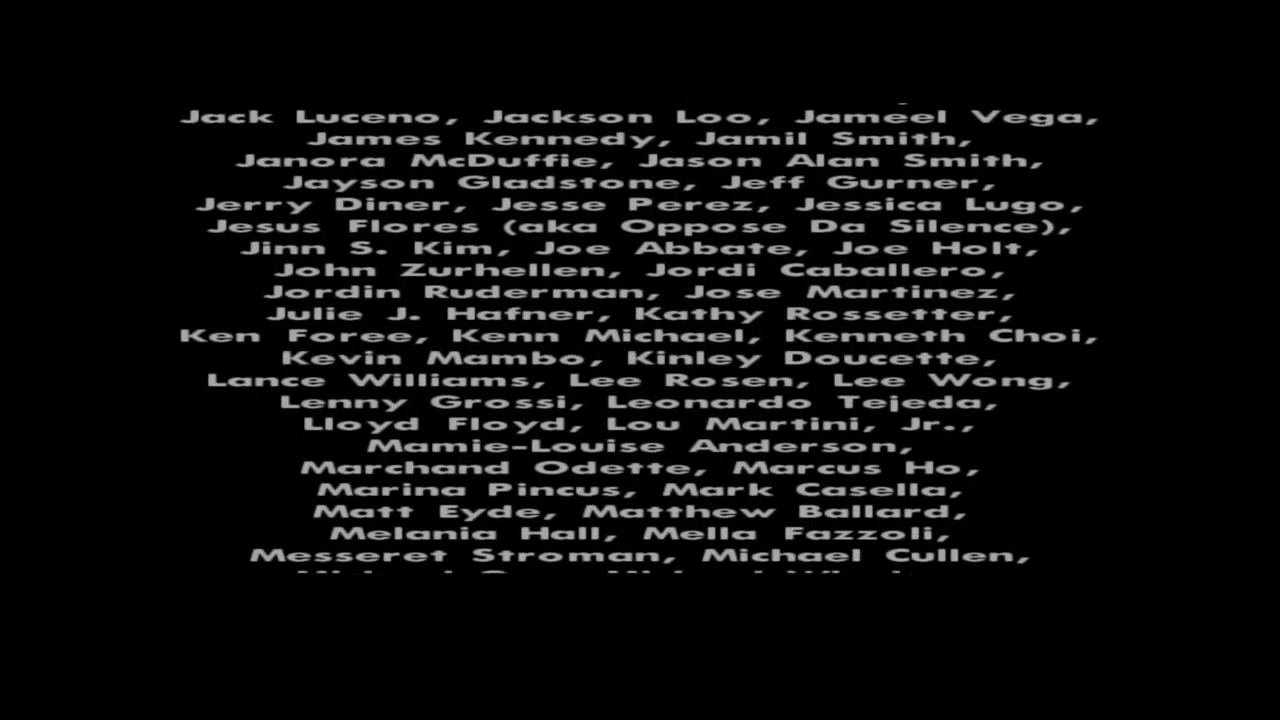 Jack Luceno, Jackson Loo, Jameel Vega,
James Kennedy, Jamil Smith,
Janora McDuffie, Jason Alan Smith,
Jayson Gladstone, Jeff Gurner,
Jerry Diner, Jesse Perez, Jessica Lugo,
Jesus Flores (aka Oppose Da Silence),
Jinn S. Kim, Joe Abbate, Joe Holt,
John Zurhellen, Jordi Caballero,
Jordin Ruderman, Jose Martinez,
Julie J. Hafner, Kathy Rossetter,
Ken Foree, Kenn Michael, Kenneth Choi,
Kevin Mambo, Kinley Doucette,
Lance Williams, Lee Rosen, Lee Wong,
Lenny Grossi, Leonardo Tejeda,
Lloyd Floyd, Lou Martini, Jr.,
Mamie-Louise Anderson,
Marchand Odette, Marcus Ho,
Marina Pincus, Mark Casella,
Matt Eyde, Matthew Ballard,
Melania Hall, Mella Fazzoli,
Messeret Stroman, Michael Cullen,